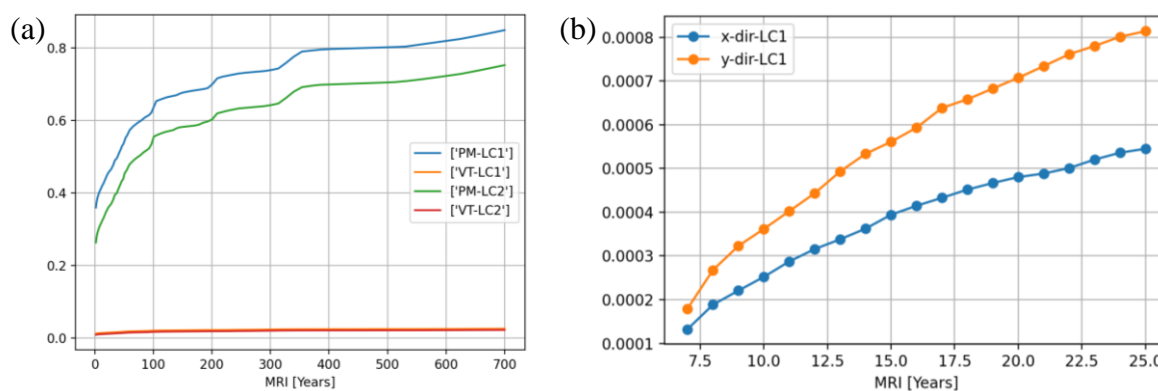 (a)
0.8
0.6
0.4
0.2
0.0
['PM-LC1']
['VT-LC1']
['PM-LC2']
['VT-LC2']
0 100 200 300 400 500 600 700
MRI [Years]
(b)
0.0008
0.0007
0.0006
0.0005
0.0004
0.0003
0.0002
0.0001
x-dir-LC1
y-dir-LC1
7.5 10.0 12.5 15.0 17.5 20.0 22.5 25.0
MRI [Years]